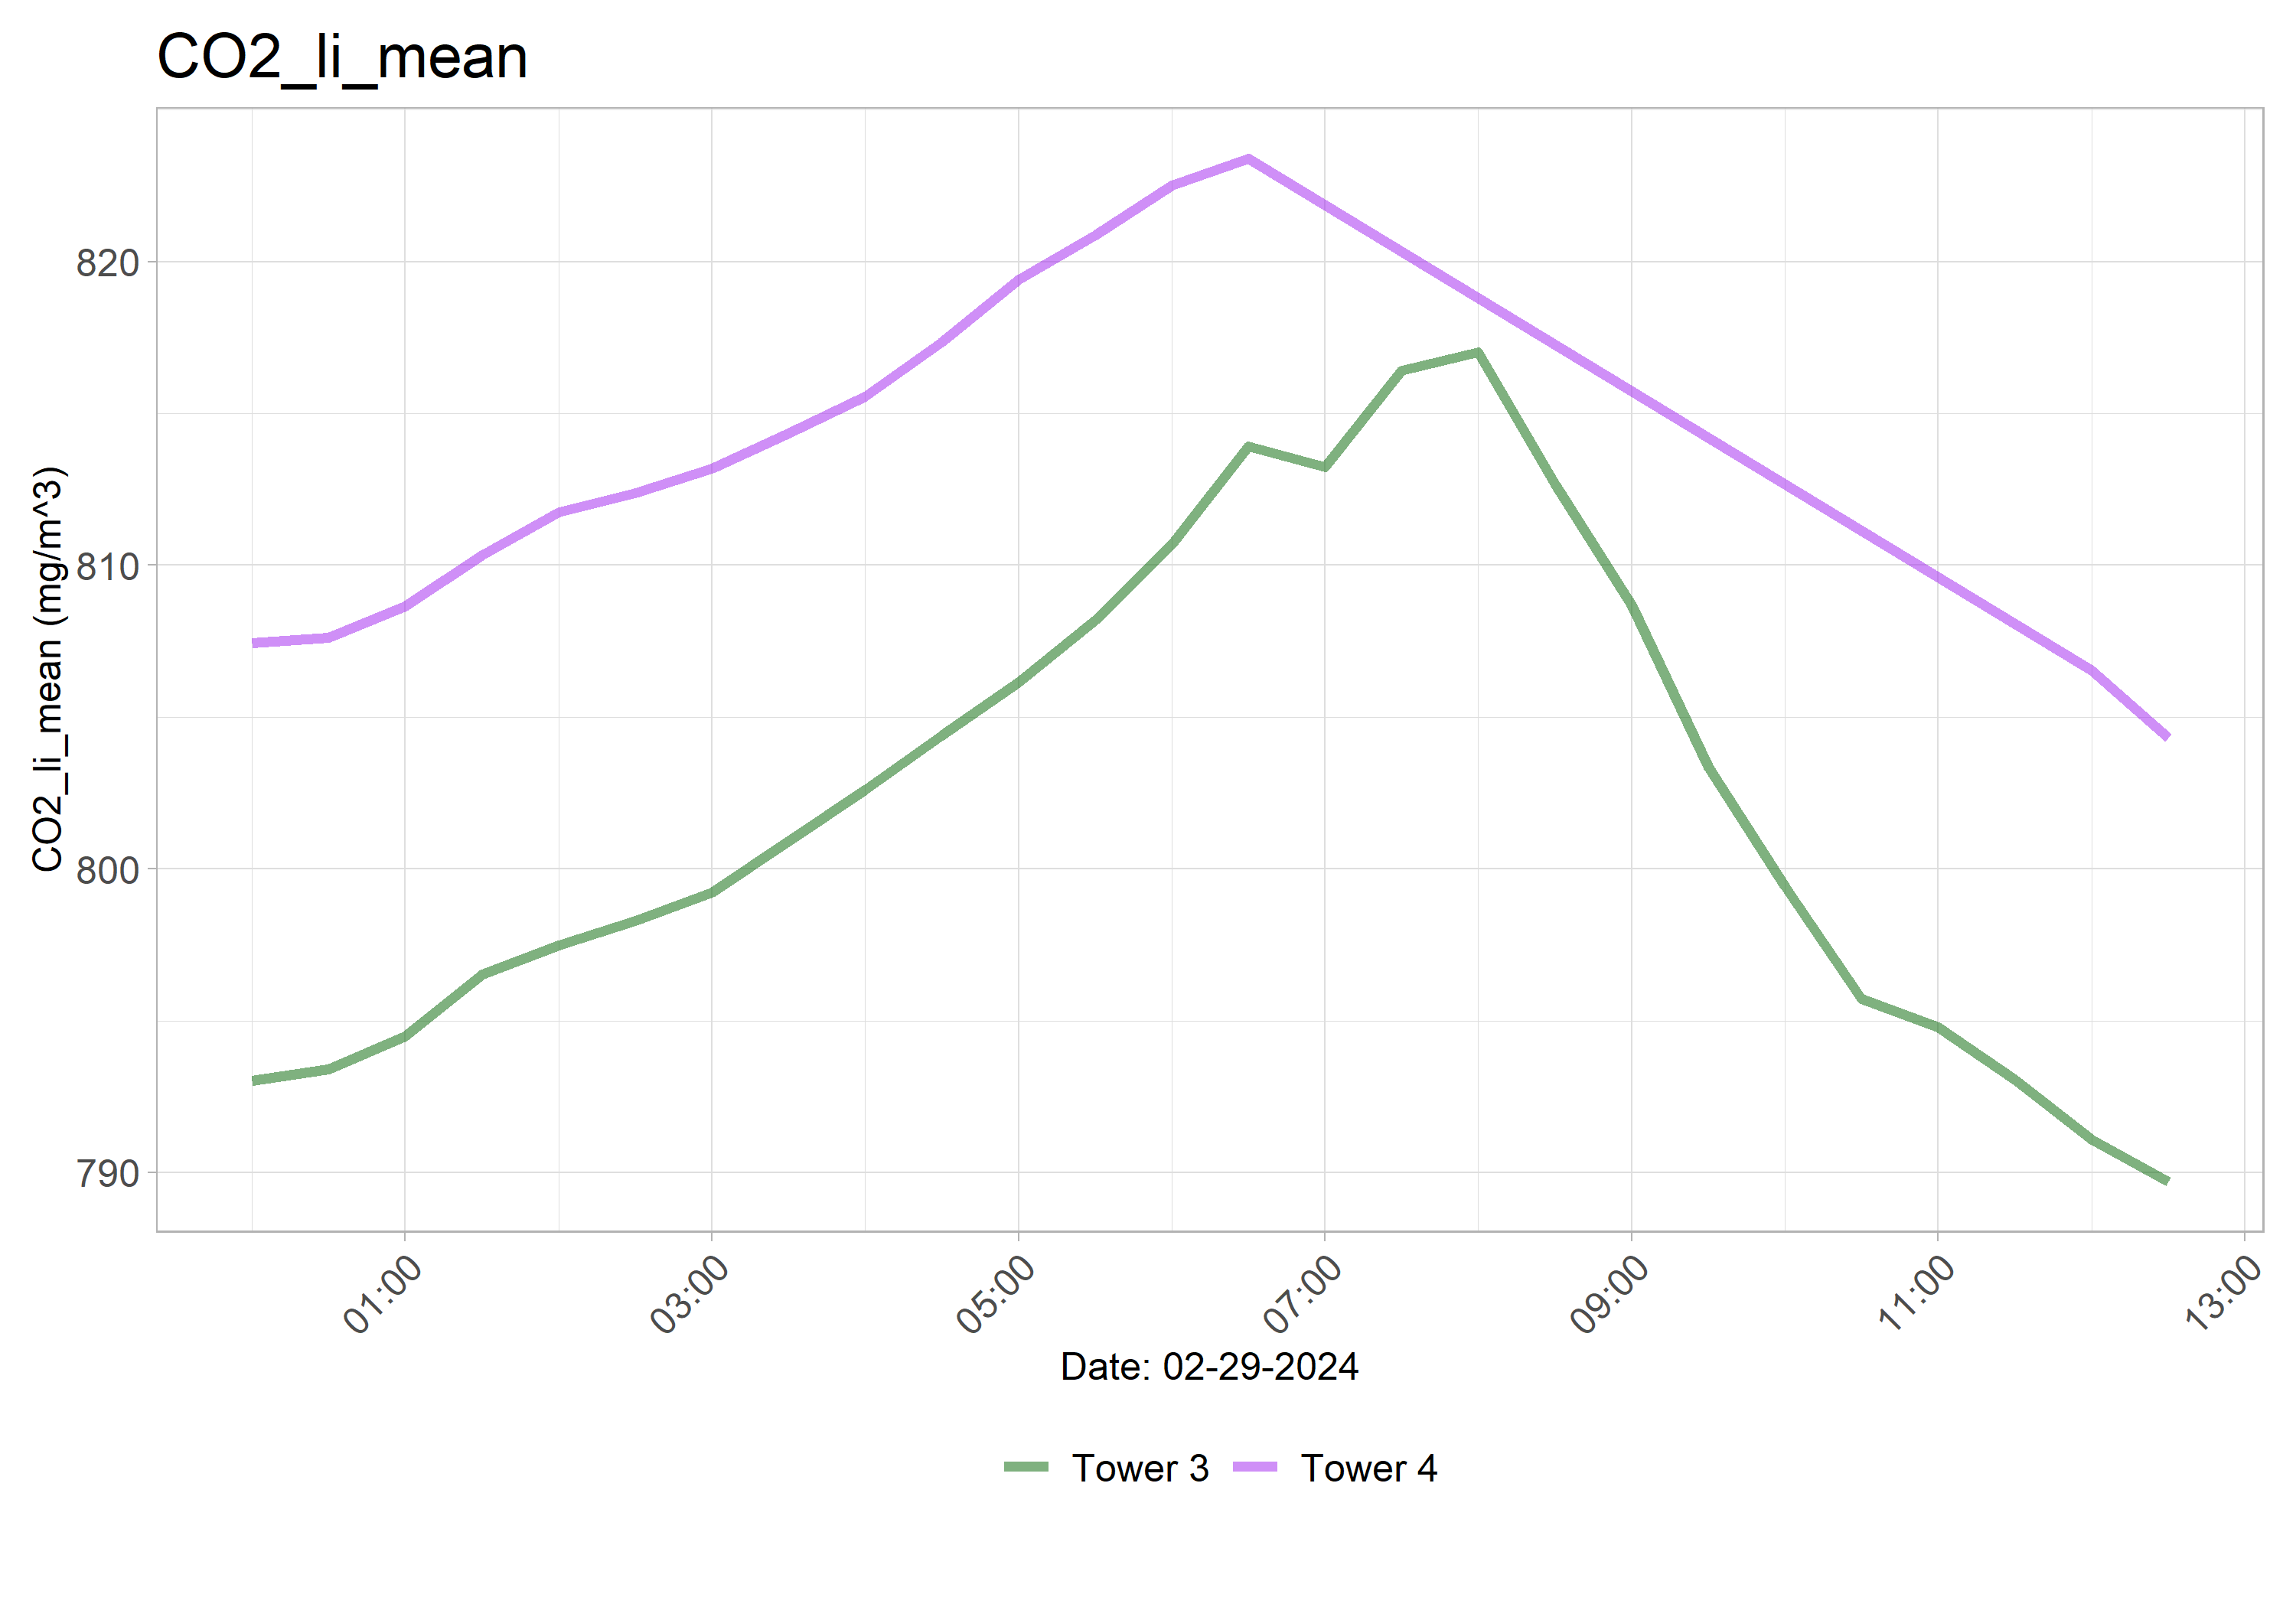 CO2_li_mean
CO2_li_mean (mg/m^3)
820
810
800
790
01:00
03:00
05:00
07:00
09:00
11:00
13:00
Date: 02-29-2024
Tower 3
Tower 4